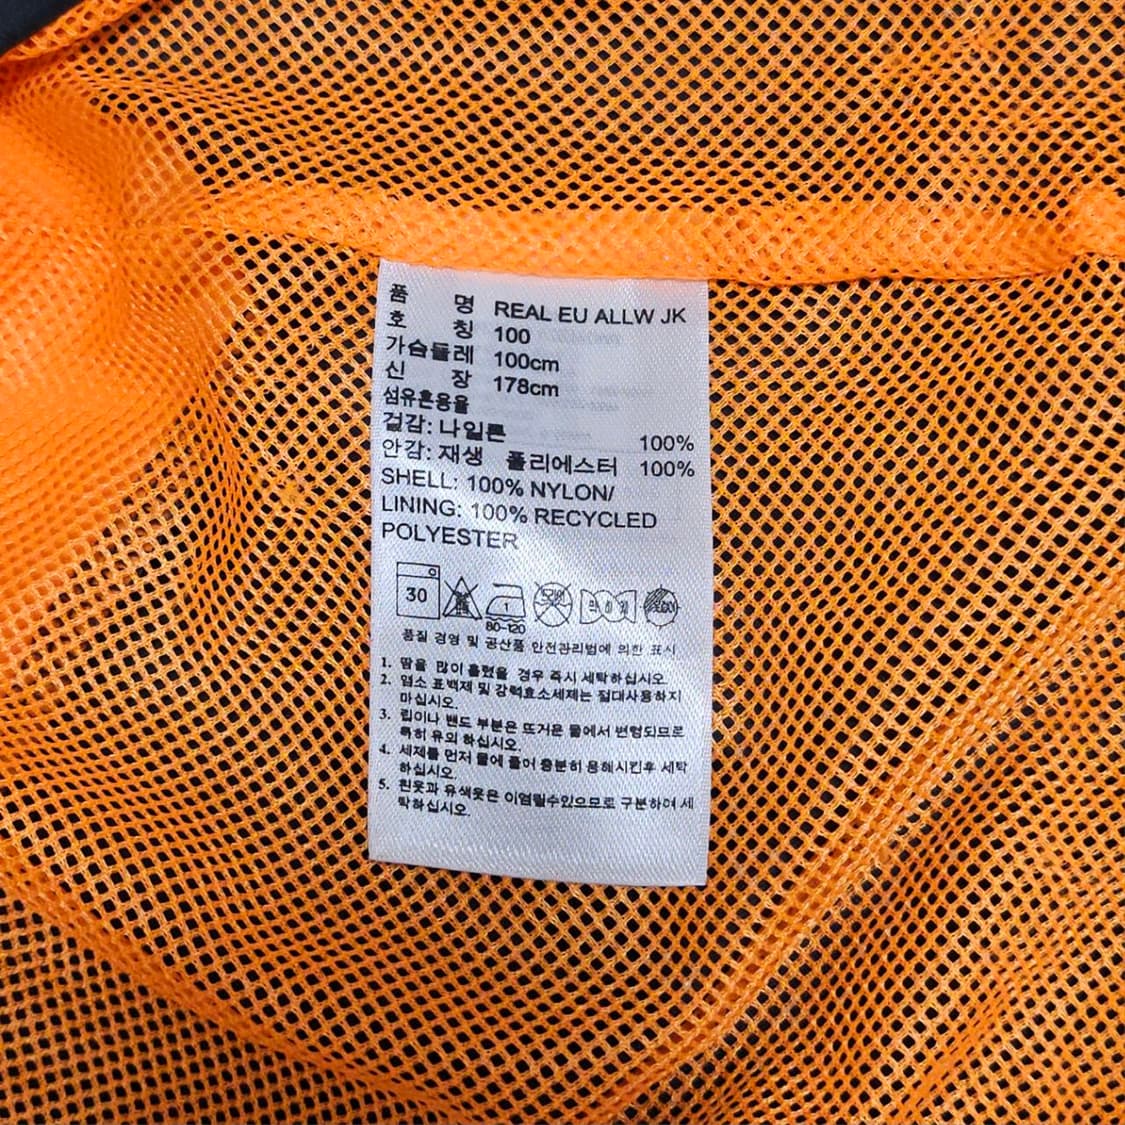 품 명 REAL EU ALLW JK
호 칭 100
가슴둘레 100cm
신 장 178cm
섬유혼용율
겉감: 나일론 100%
안감: 재생 폴리에스터 100%
SHELL: 100% NYLON/
LINING: 100% RECYCLED
POLYESTER
30
1
80-120
품질 경영 및 공산품 안전관리법에 의한 표시
1. 땀을 많이 흘렸을 경우 즉시 세탁하십시오.
2. 염소 표백제 및 강력효소세제는 절대사용하지
마십시오.
3. 립이나 밴드 부분은 뜨거운 물에서 변형되므로
특히 유의 하십시오.
4. 세제를 먼저 물에 풀어 충분히 용해시킨후 세탁
하십시오.
5. 흰옷과 유색옷은 이염될수있으므로 구분하여 세
탁하십시오.